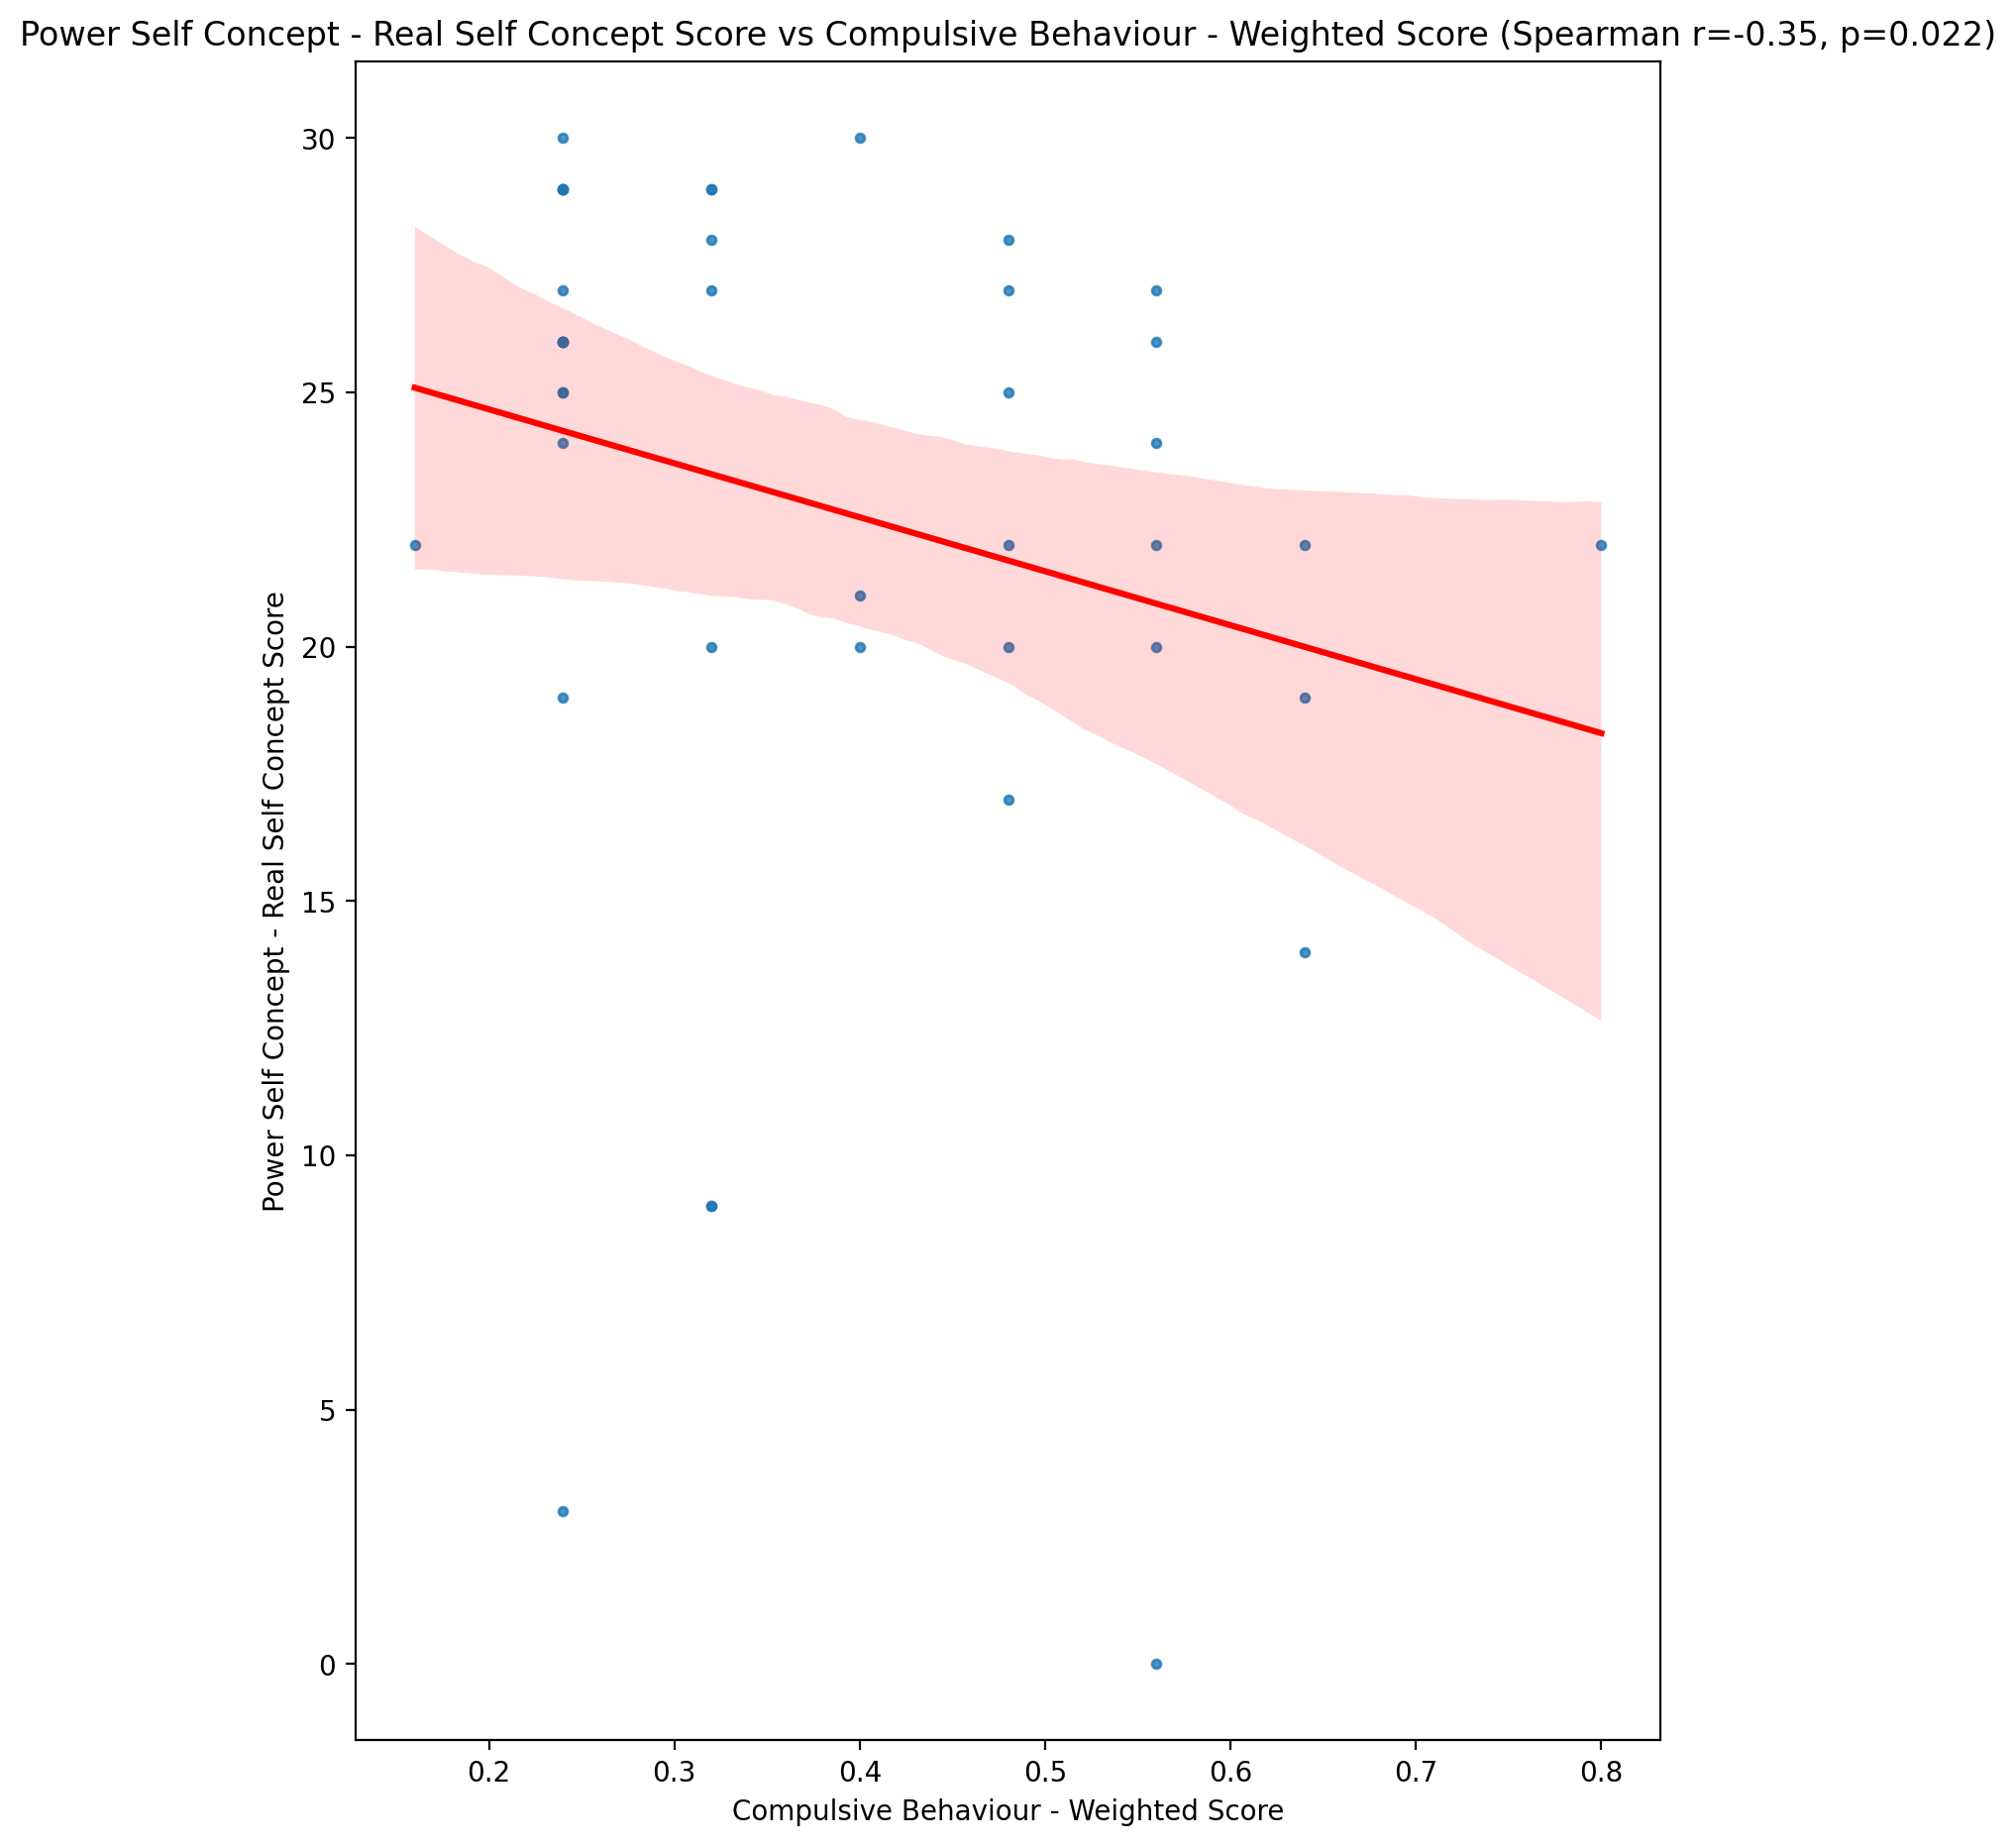 Power Self Concept - Real Self Concept Score vs Compulsive Behaviour - Weighted Score (Spearman r=-0.35, p=0.022)
Power Self Concept - Real Self Concept Score
30
25
20
15
10
5
0
0.2 0.3 0.4 0.5 0.6 0.7 0.8
Compulsive Behaviour - Weighted Score